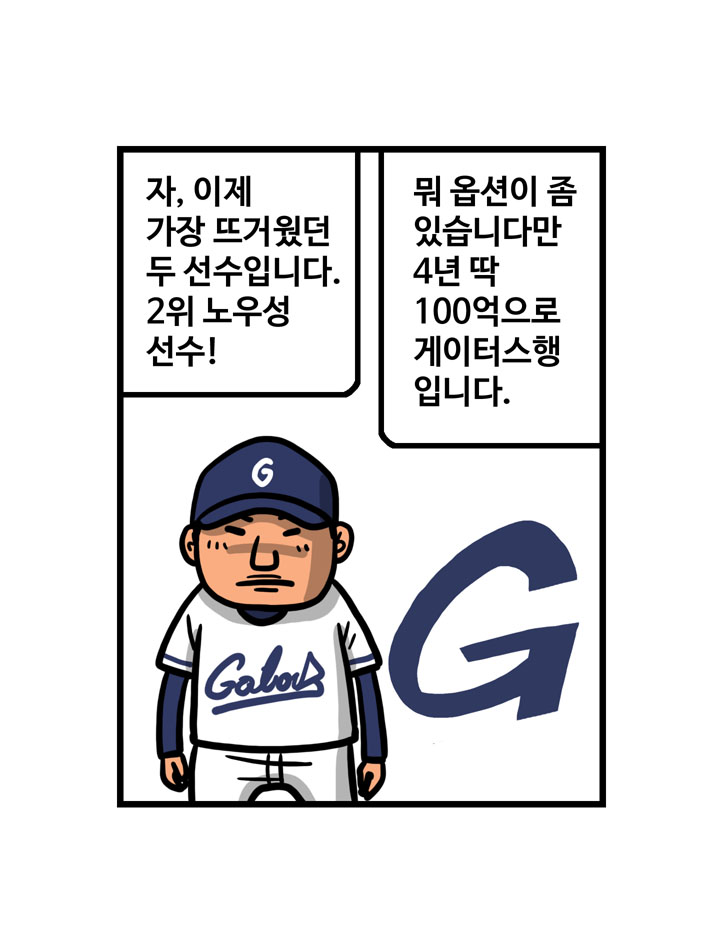 자, 이제
가장 뜨거웠던
두 선수입니다.
2위 노우성
선수!
뭐 옵션이 좀
있습니다만
4년 딱
100억으로
게이터스행
입니다.
G
G